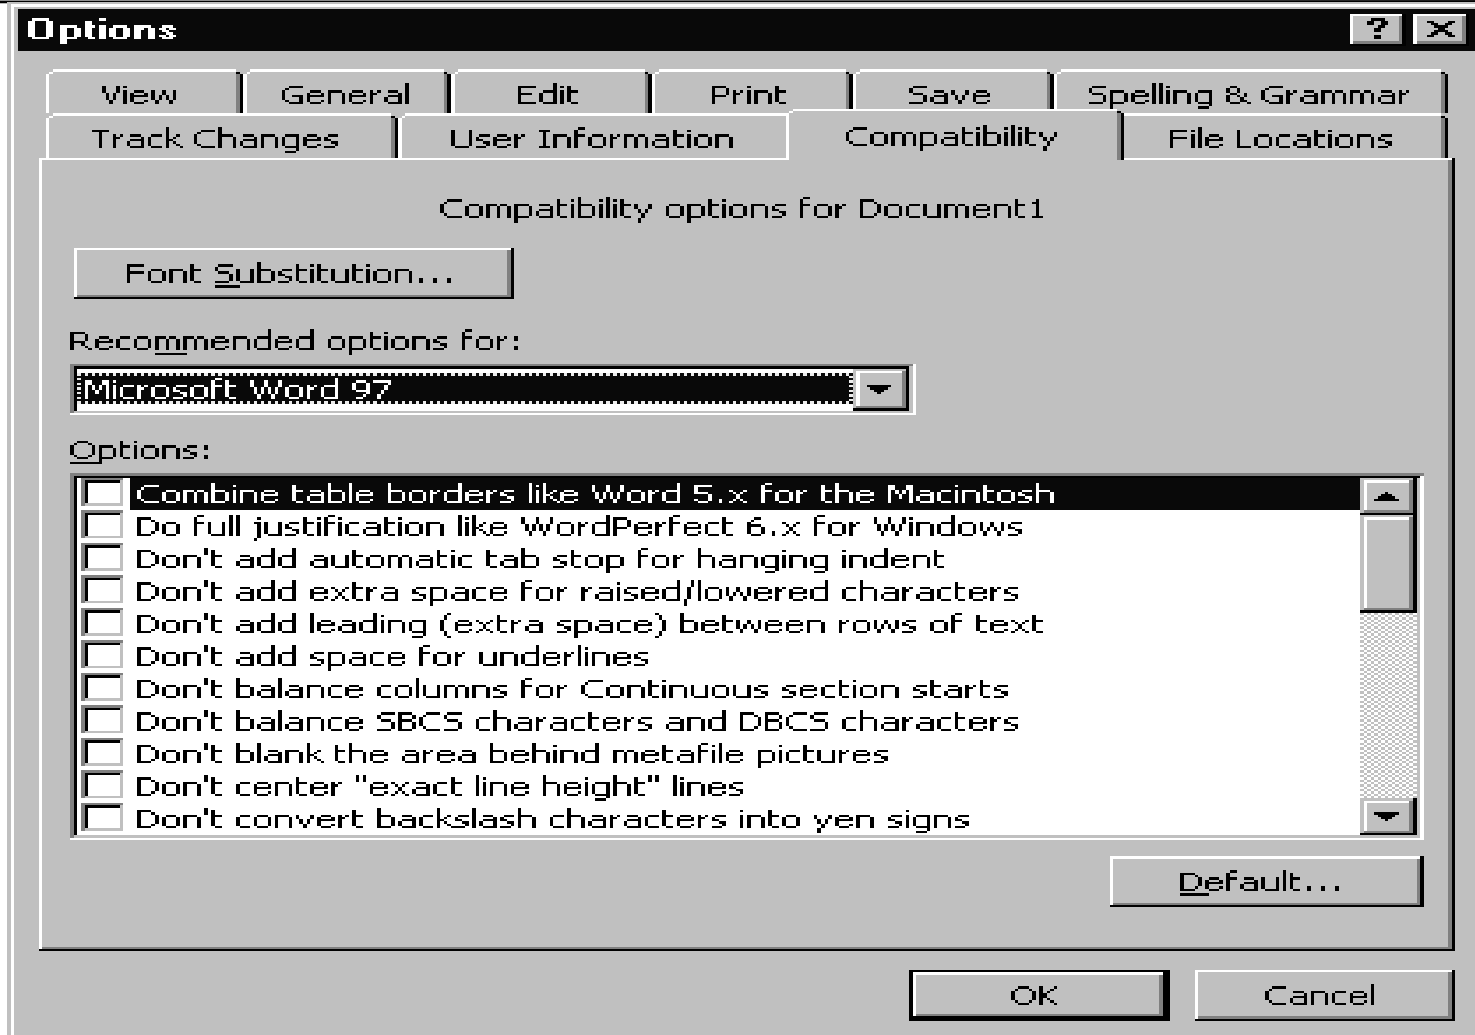 Options
View General Edit Print Save Spelling & Grammar
Track Changes User Information Compatibility File Locations
Compatibility options for Document1
Font Substitution...
Recommended options for:
Microsoft Word 97
Options:
Combine table borders like Word 5.x for the Macintosh
Do full justification like WordPerfect 6.x for Windows
Don't add automatic tab stop for hanging indent
Don't add extra space for raised/lowered characters
Don't add leading (extra space) between rows of text
Don't add space for underlines
Don't balance columns for Continuous section starts
Don't balance SBCS characters and DBCS characters
Don't blank the area behind metafile pictures
Don't center "exact line height" lines
Don't convert backslash characters into yen signs
Default...
OK Cancel